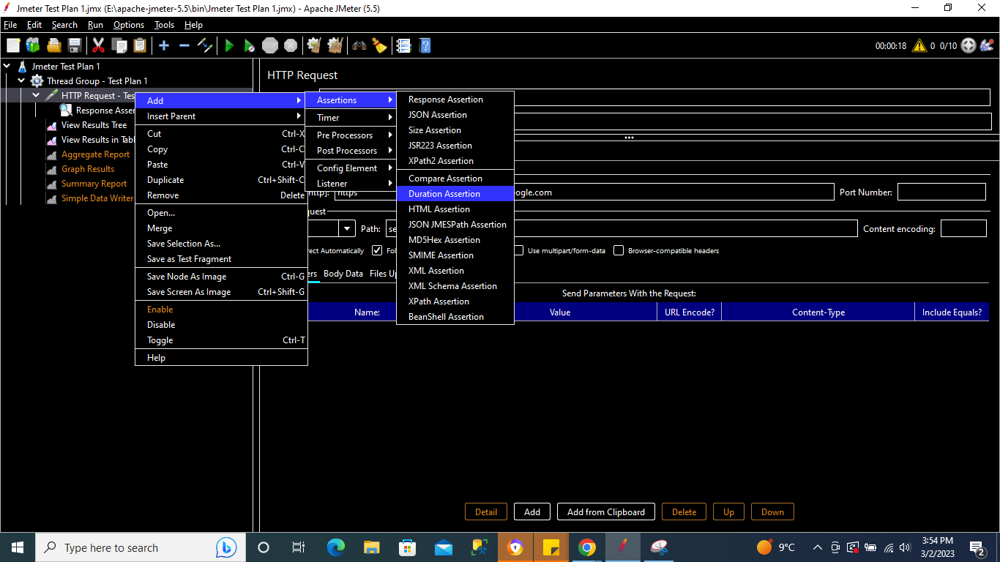 Jmeter Test Plan 1.jmx (E:\apache-jmeter-5.5\bin\Jmeter Test Plan 1.jmx) - Apache JMeter (5.5)
File Edit Search Run Options Tools Help
00:00:18 0 0/10
Jmeter Test Plan 1
Thread Group - Test Plan 1
HTTP Request - Tes
Response Asser
View Results Tree
View Results in Tabl
Aggregate Report
Graph Results
Summary Report
Simple Data Writer
Add
Insert Parent
Cut Ctrl-X
Copy Ctrl-C
Paste Ctrl-V
Duplicate Ctrl+Shift-C
Remove Delete
Open...
Merge
Save Selection As...
Save as Test Fragment
Save Node As Image Ctrl-G
Save Screen As Image Ctrl+Shift-G
Enable
Disable
Toggle Ctrl-T
Help
Assertions
Timer
Pre Processors
Post Processors
Config Element
Listener
Response Assertion
JSON Assertion
Size Assertion
JSR223 Assertion
XPath2 Assertion
Compare Assertion
Duration Assertion
HTML Assertion
JSON JMESPath Assertion
MD5Hex Assertion
SMIME Assertion
XML Assertion
XML Schema Assertion
XPath Assertion
BeanShell Assertion
HTTP Request
http]: https ogle.com Port Number:
quest
Path: se Content encoding:
rect Automatically Fol Use multipart/form-data Browser-compatible headers
ers Body Data Files Up
Send Parameters With the Request:
Name: Value URL Encode? Content-Type Include Equals?
Detail Add Add from Clipboard Delete Up Down
Type here to search
9°C
3:54 PM
3/2/2023
2